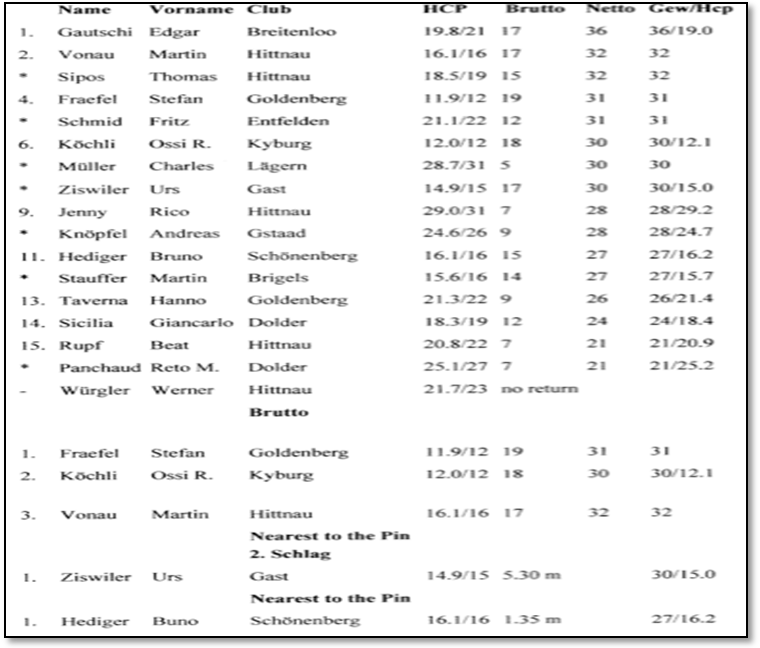 Name Vorname Club HCP Brutto Netto Gew/Hcp
1. Gautschi Edgar Breitenloo 19.8/21 17 36 36/19.0
2. Vonau Martin Hittnau 16.1/16 17 32 32
* Sipos Thomas Hittnau 18.5/19 15 32 32
4. Fraefel Stefan Goldenberg 11.9/12 19 31 31
* Schmid Fritz Entfelden 21.1/22 12 31 31
6. Köchli Ossi R. Kyburg 12.0/12 18 30 30/12.1
* Müller Charles Lägern 28.7/31 5 30 30
* Ziswiler Urs Gast 14.9/15 17 30 30/15.0
9. Jenny Rico Hittnau 29.0/31 7 28 28/29.2
* Knöpfel Andreas Gstaad 24.6/26 9 28 28/24.7
11. Hediger Bruno Schönenberg 16.1/16 15 27 27/16.2
* Stauffer Martin Brigels 15.6/16 14 27 27/15.7
13. Taverna Hanno Goldenberg 21.3/22 9 26 26/21.4
14. Sicilia Giancarlo Dolder 18.3/19 12 24 24/18.4
15. Rupf Beat Hittnau 20.8/22 7 21 21/20.9
* Panchaud Reto M. Dolder 25.1/27 7 21 21/25.2
- Würgler Werner Hittnau 21.7/23 no return
Brutto
1. Fraefel Stefan Goldenberg 11.9/12 19 31 31
2. Köchli Ossi R. Kyburg 12.0/12 18 30 30/12.1
3. Vonau Martin Hittnau 16.1/16 17 32 32
Nearest to the Pin
2. Schlag
1. Ziswiler Urs Gast 14.9/15 5.30 m 30/15.0
Nearest to the Pin
1. Hediger Buno Schönenberg 16.1/16 1.35 m 27/16.2